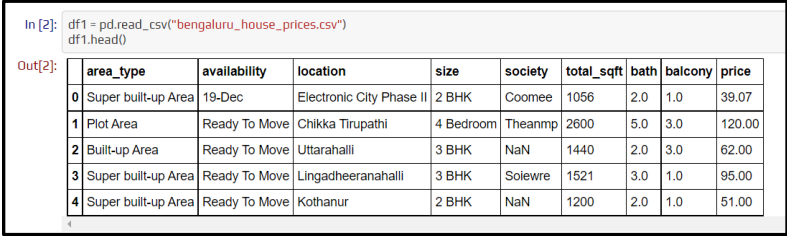 In [2]: df1 = pd.read_csv("bengaluru_house_prices.csv")
df1.head()
Out[2]:
area_type availability location size society total_sqft bath balcony price
0 Super built-up Area 19-Dec Electronic City Phase II 2 BHK Coomee 1056 2.0 1.0 39.07
1 Plot Area Ready To Move Chikka Tirupathi 4 Bedroom Theanmp 2600 5.0 3.0 120.00
2 Built-up Area Ready To Move Uttarahalli 3 BHK NaN 1440 2.0 3.0 62.00
3 Super built-up Area Ready To Move Lingadheeranahalli 3 BHK Soiewre 1521 3.0 1.0 95.00
4 Super built-up Area Ready To Move Kothanur 2 BHK NaN 1200 2.0 1.0 51.00